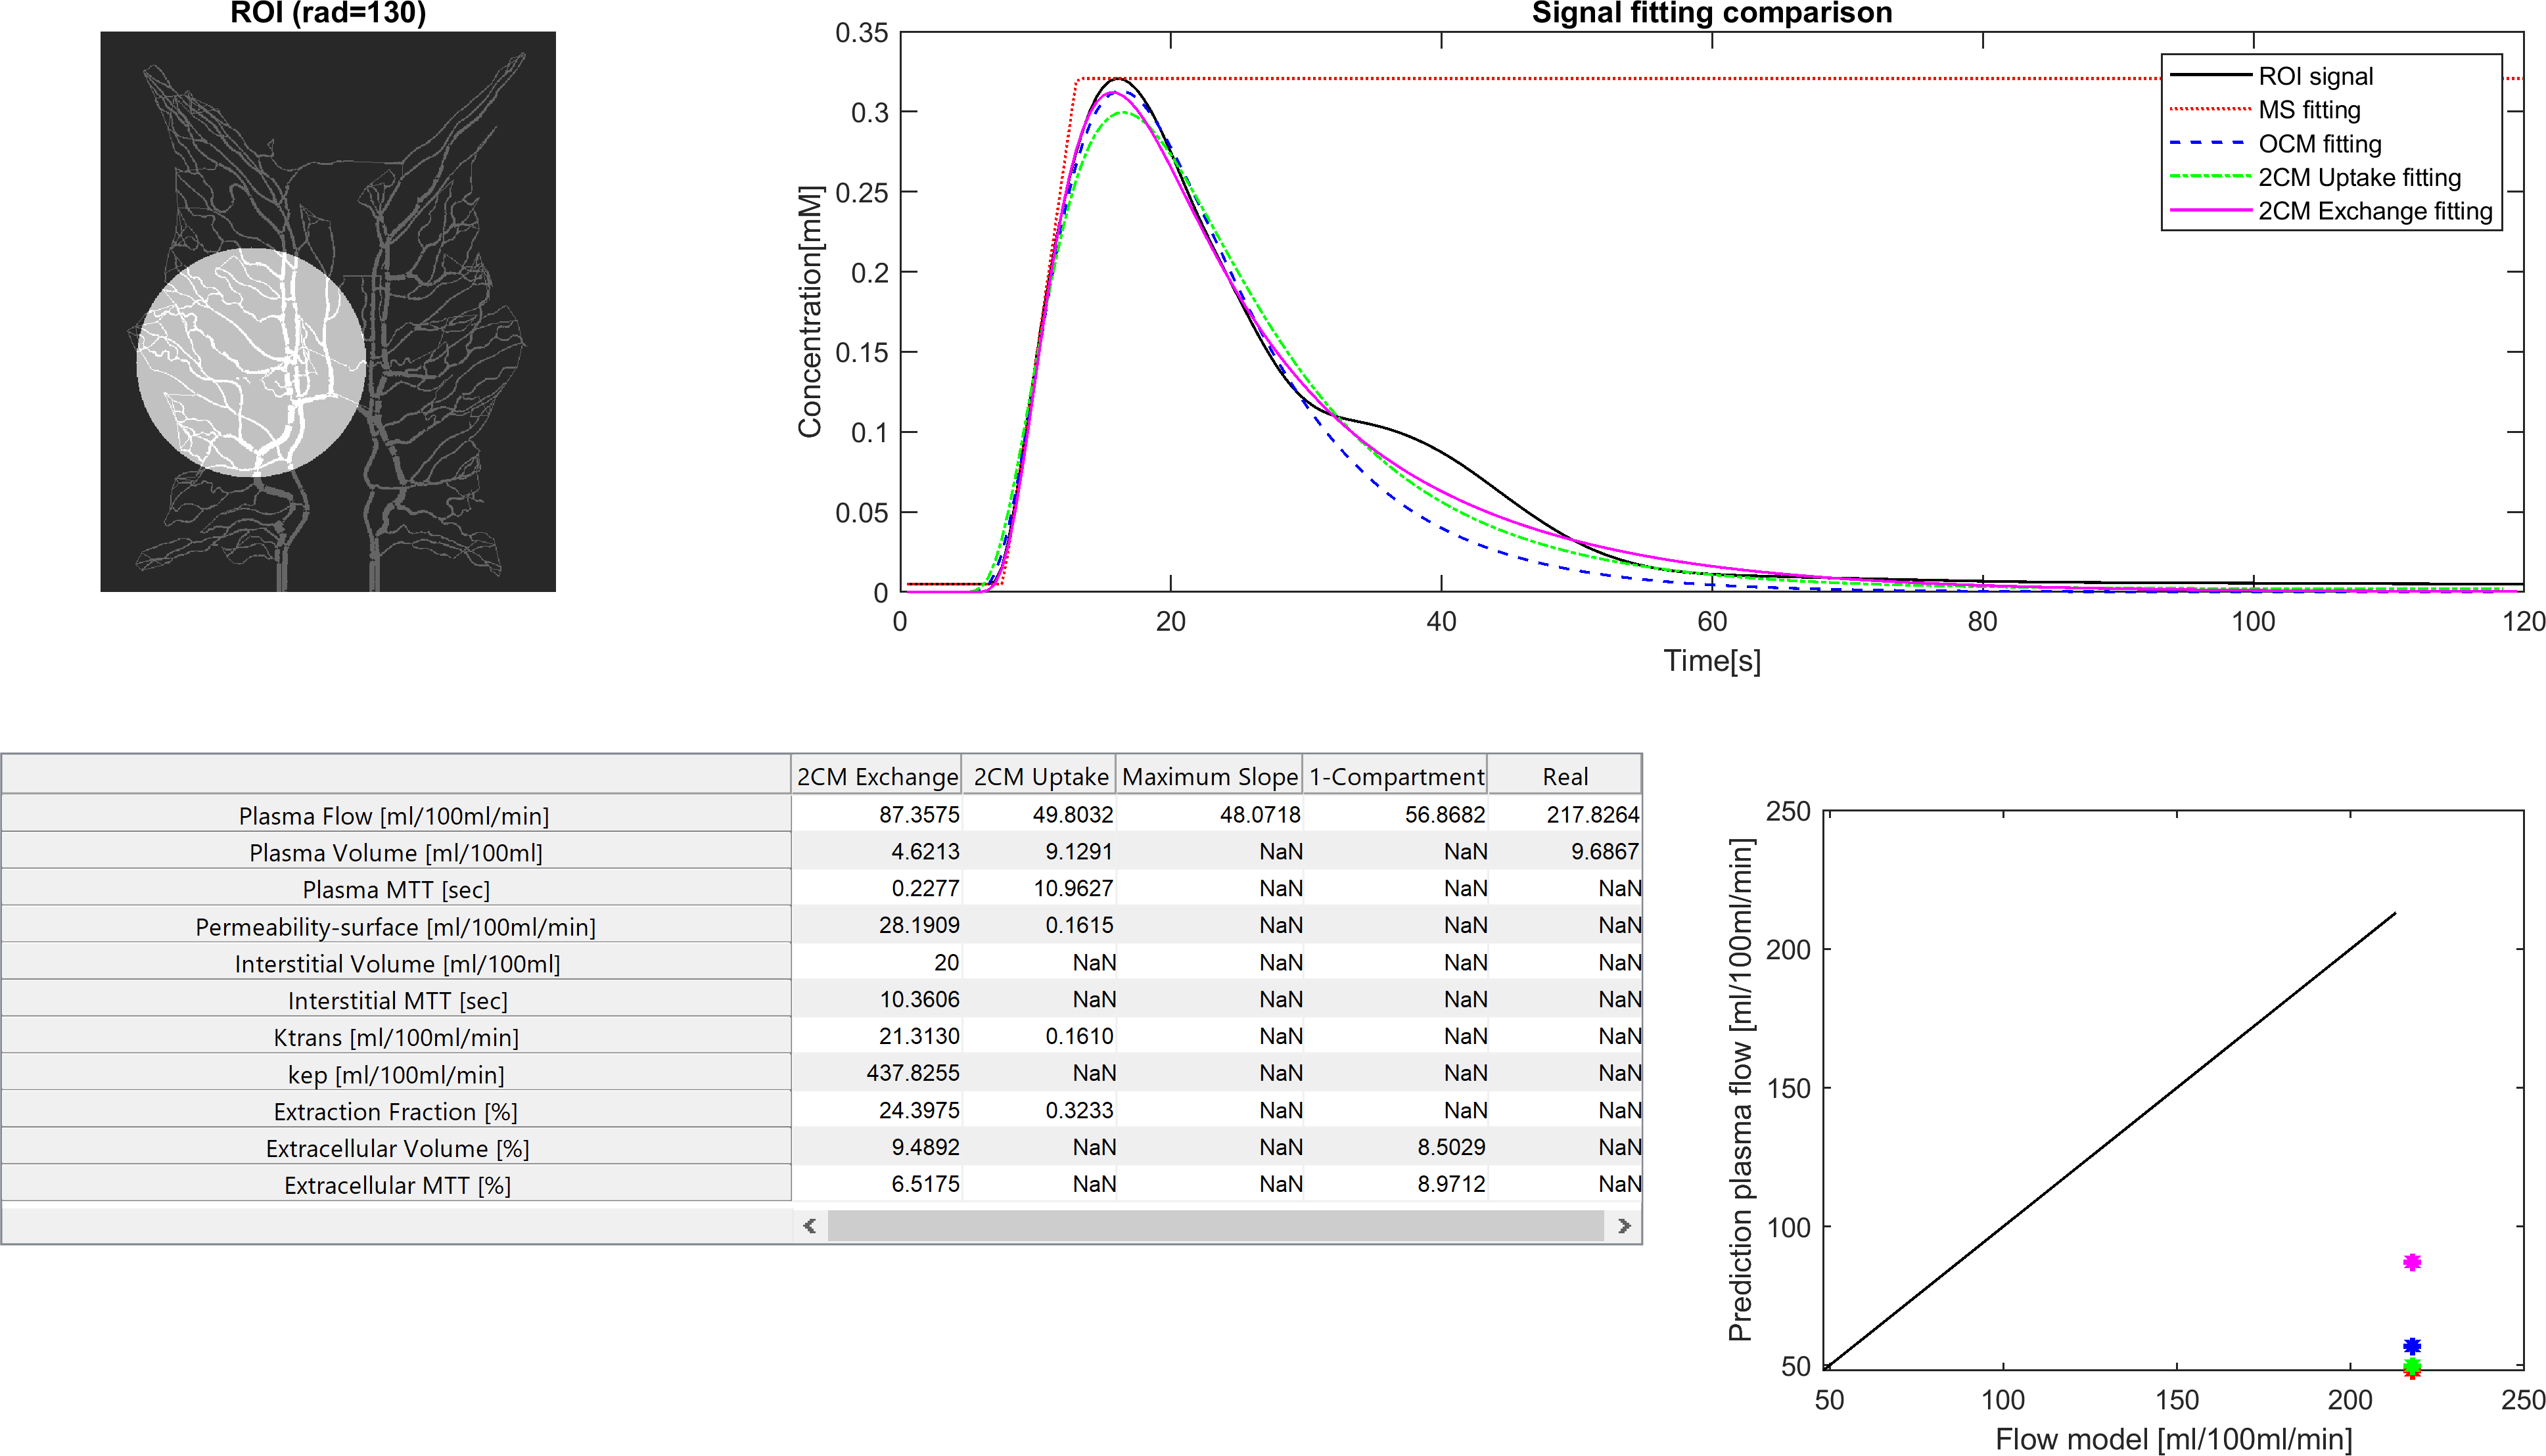 ROI (rad=130)
Signal fitting comparison
0.35
0.3
0.25
0.2
0.15
0.1
0.05
0
Concentration[mM]
0 20 40 60 80 100 120
Time[s]
ROI signal
MS fitting
OCM fitting
2CM Uptake fitting
2CM Exchange fitting
2CM Exchange 2CM Uptake Maximum Slope 1-Compartment Real
Plasma Flow [ml/100ml/min] 87.3575 49.8032 48.0718 56.8682 217.8264
Plasma Volume [ml/100ml] 4.6213 9.1291 NaN NaN 9.6867
Plasma MTT [sec] 0.2277 10.9627 NaN NaN NaN
Permeability-surface [ml/100ml/min] 28.1909 0.1615 NaN NaN NaN
Interstitial Volume [ml/100ml] 20 NaN NaN NaN NaN
Interstitial MTT [sec] 10.3606 NaN NaN NaN NaN
Ktrans [ml/100ml/min] 21.3130 0.1610 NaN NaN NaN
kep [ml/100ml/min] 437.8255 NaN NaN NaN NaN
Extraction Fraction [%] 24.3975 0.3233 NaN NaN NaN
Extracellular Volume [%] 9.4892 NaN NaN 8.5029 NaN
Extracellular MTT [%] 6.5175 NaN NaN 8.9712 NaN
250
200
150
100
50
Prediction plasma flow [ml/100ml/min]
50 100 150 200 250
Flow model [ml/100ml/min]